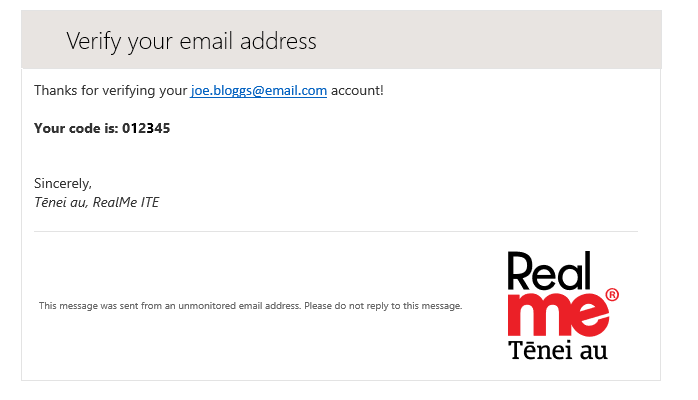 Verify your email address
Thanks for verifying your joe.bloggs@email.com account!
Your code is: 012345
Sincerely,
Tēnei au, RealMe ITE
This message was sent from an unmonitored email address. Please do not reply to this message.
Real
me®
Tēnei au